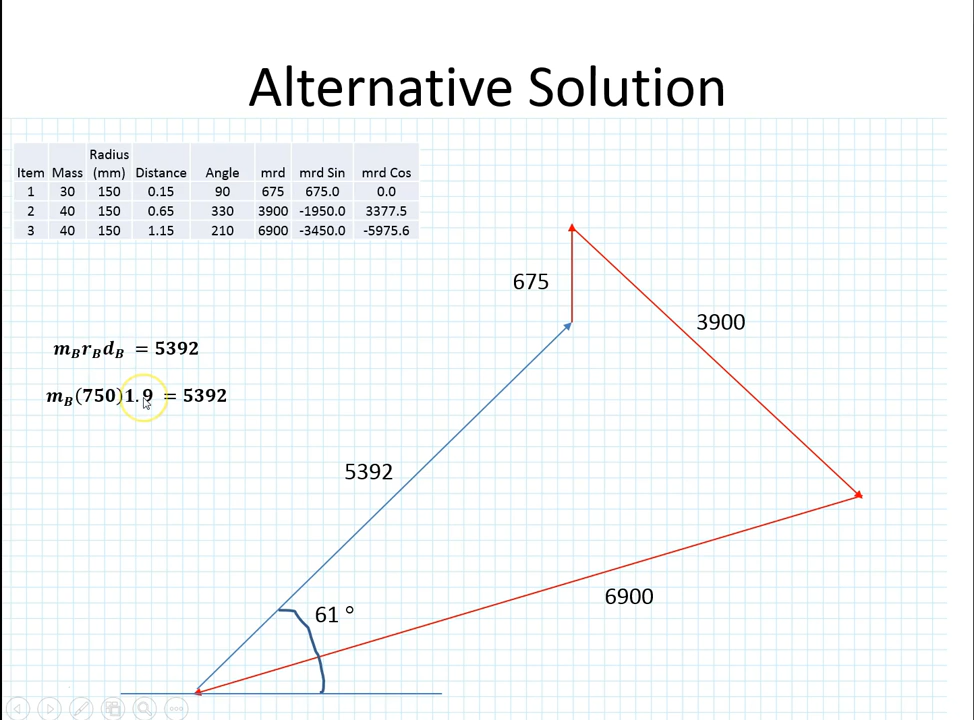 Alternative Solution
Item Mass Radius (mm) Distance Angle mrd mrd Sin mrd Cos
1 30 150 0.15 90 675 675.0 0.0
2 40 150 0.65 330 3900 -1950.0 3377.5
3 40 150 1.15 210 6900 -3450.0 -5975.6
675
3900
m_B r_B d_B = 5392
m_B(750)1.9 = 5392
5392
6900
61 °